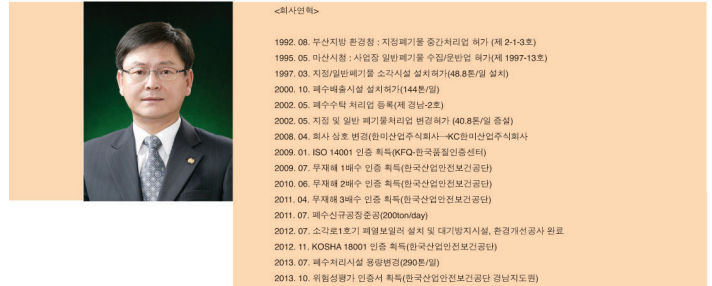 <회사연혁>
1992. 08. 부산지방 환경청 : 지정폐기물 중간처리업 허가 (제 2-1-3호)
1995. 05. 마산시청 : 사업장 일반폐기물 수집/운반업 허가(제 1997-13호)
1997. 03. 지정/일반폐기물 소각시설 설치허가(48.8톤/일 설치)
2000. 10. 폐수배출시설 설치허가(144톤/일)
2002. 05. 폐수수탁 처리업 등록(제 경남-2호)
2002. 05. 지정 및 일반 폐기물처리업 변경허가 (40.8톤/일 증설)
2008. 04. 회사 상호 변경(한미산업주식회사→KC한미산업주식회사
2009. 01. ISO 14001 인증 획득(KFQ-한국품질인증센터)
2009. 07. 무재해 1배수 인증 획득(한국산업안전보건공단)
2010. 06. 무재해 2배수 인증 획득(한국산업안전보건공단)
2011. 04. 무재해 3배수 인증 획득(한국산업안전보건공단)
2011. 07. 폐수신규공장준공(200ton/day)
2012. 07. 소각로1호기 폐열보일러 설치 및 대기방지시설, 환경개선공사 완료
2012. 11. KOSHA 18001 인증 획득(한국산업안전보건공단)
2013. 07. 폐수처리시설 용량변경(290톤/일)
2013. 10. 위험성평가 인증서 획득(한국산업안전보건공단 경남지도원)